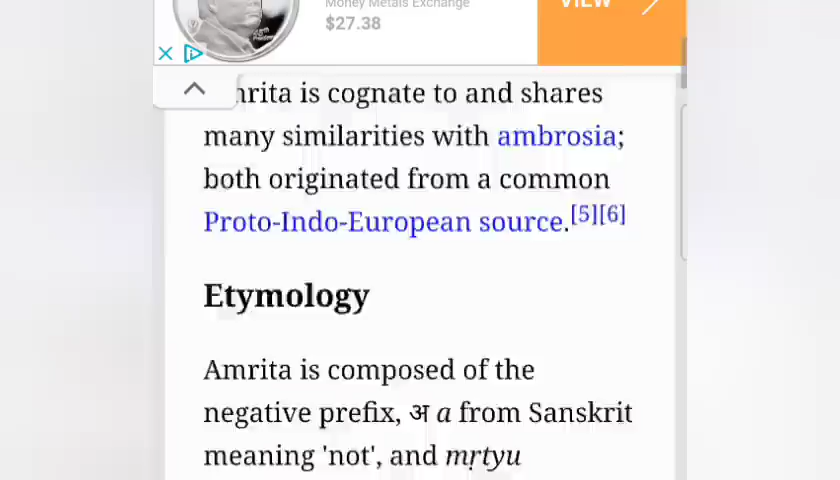 Money Metals Exchange
$27.38
VIEW
mrita is cognate to and shares
many similarities with ambrosia;
both originated from a common
Proto-Indo-European source.[5][6]
Etymology
Amrita is composed of the
negative prefix, अ a from Sanskrit
meaning 'not', and mṛtyu